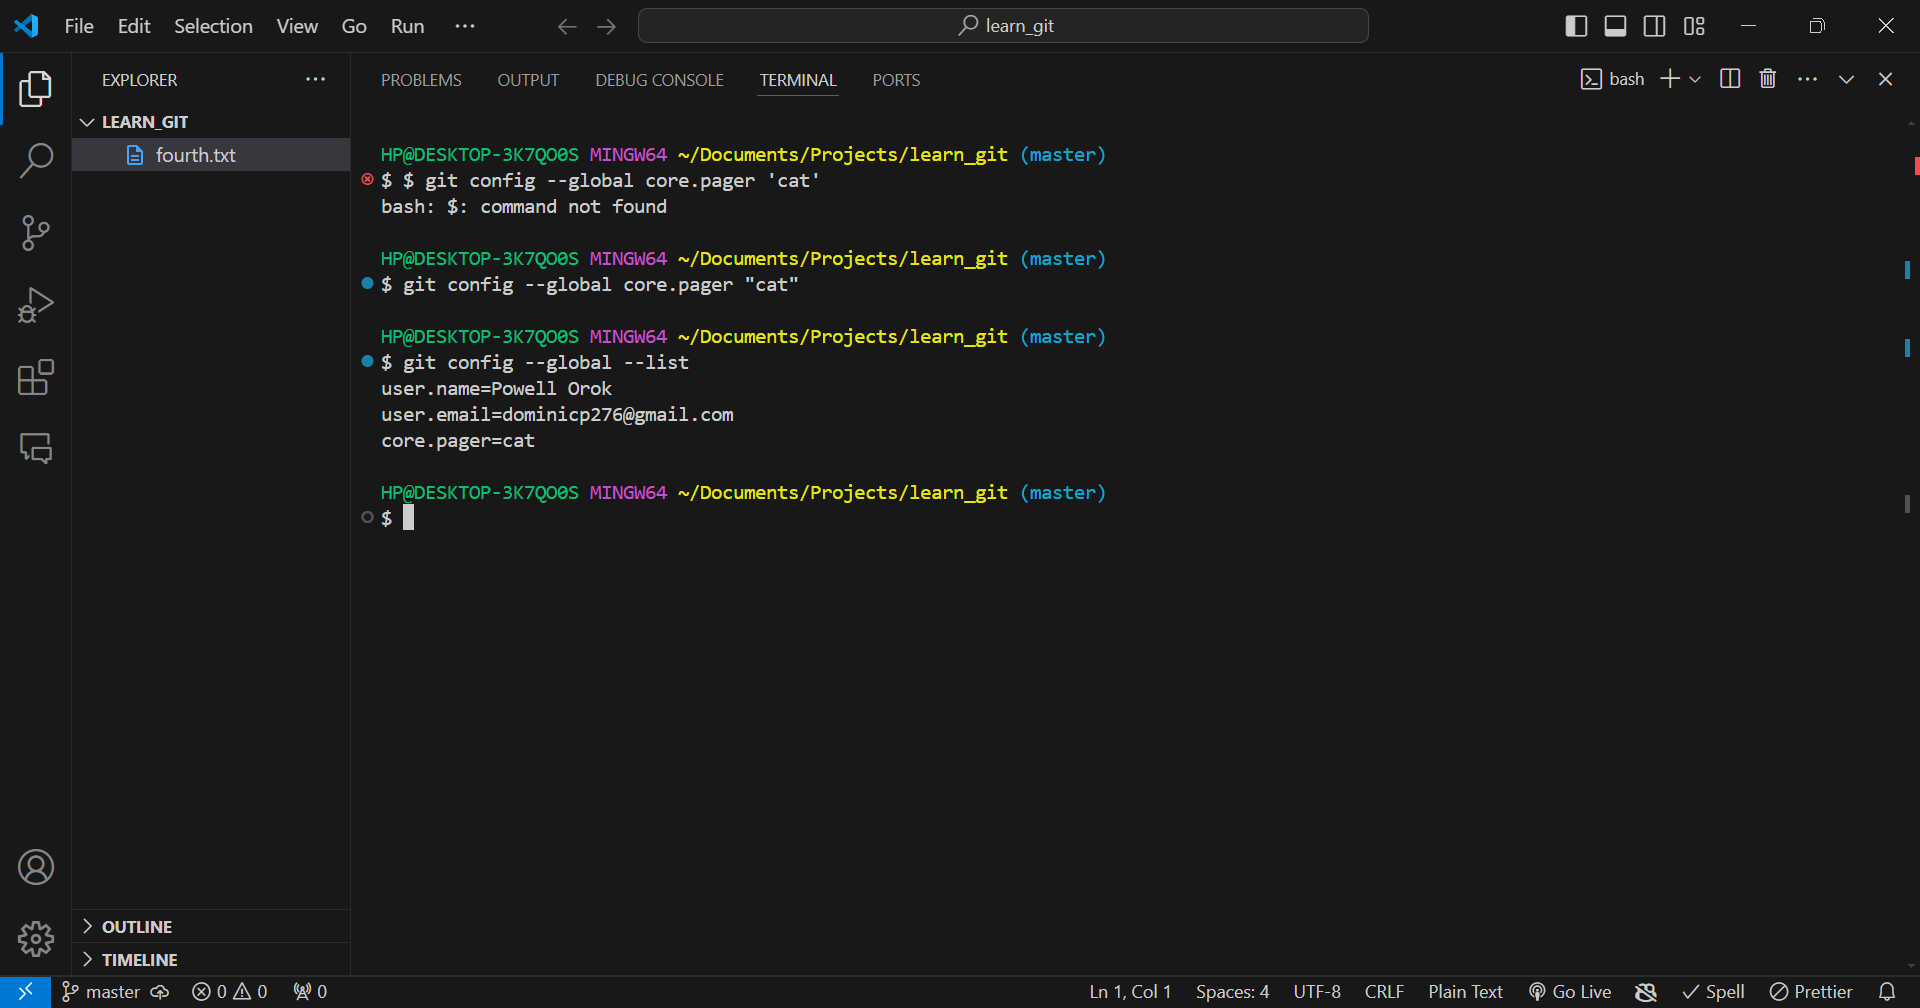 File Edit Selection View Go Run ··· learn_git
EXPLORER ···
LEARN_GIT
fourth.txt
PROBLEMS OUTPUT DEBUG CONSOLE TERMINAL PORTS bash ···
HP@DESKTOP-3K7QO0S MINGW64 ~/Documents/Projects/learn_git (master)
$ $ git config --global core.pager 'cat'
bash: $: command not found
HP@DESKTOP-3K7QO0S MINGW64 ~/Documents/Projects/learn_git (master)
$ git config --global core.pager "cat"
HP@DESKTOP-3K7QO0S MINGW64 ~/Documents/Projects/learn_git (master)
$ git config --global --list
user.name=Powell Orok
user.email=dominicp276@gmail.com
core.pager=cat
HP@DESKTOP-3K7QO0S MINGW64 ~/Documents/Projects/learn_git (master)
$
OUTLINE
TIMELINE
master 0 0 0 Ln 1, Col 1 Spaces: 4 UTF-8 CRLF Plain Text Go Live Spell Prettier